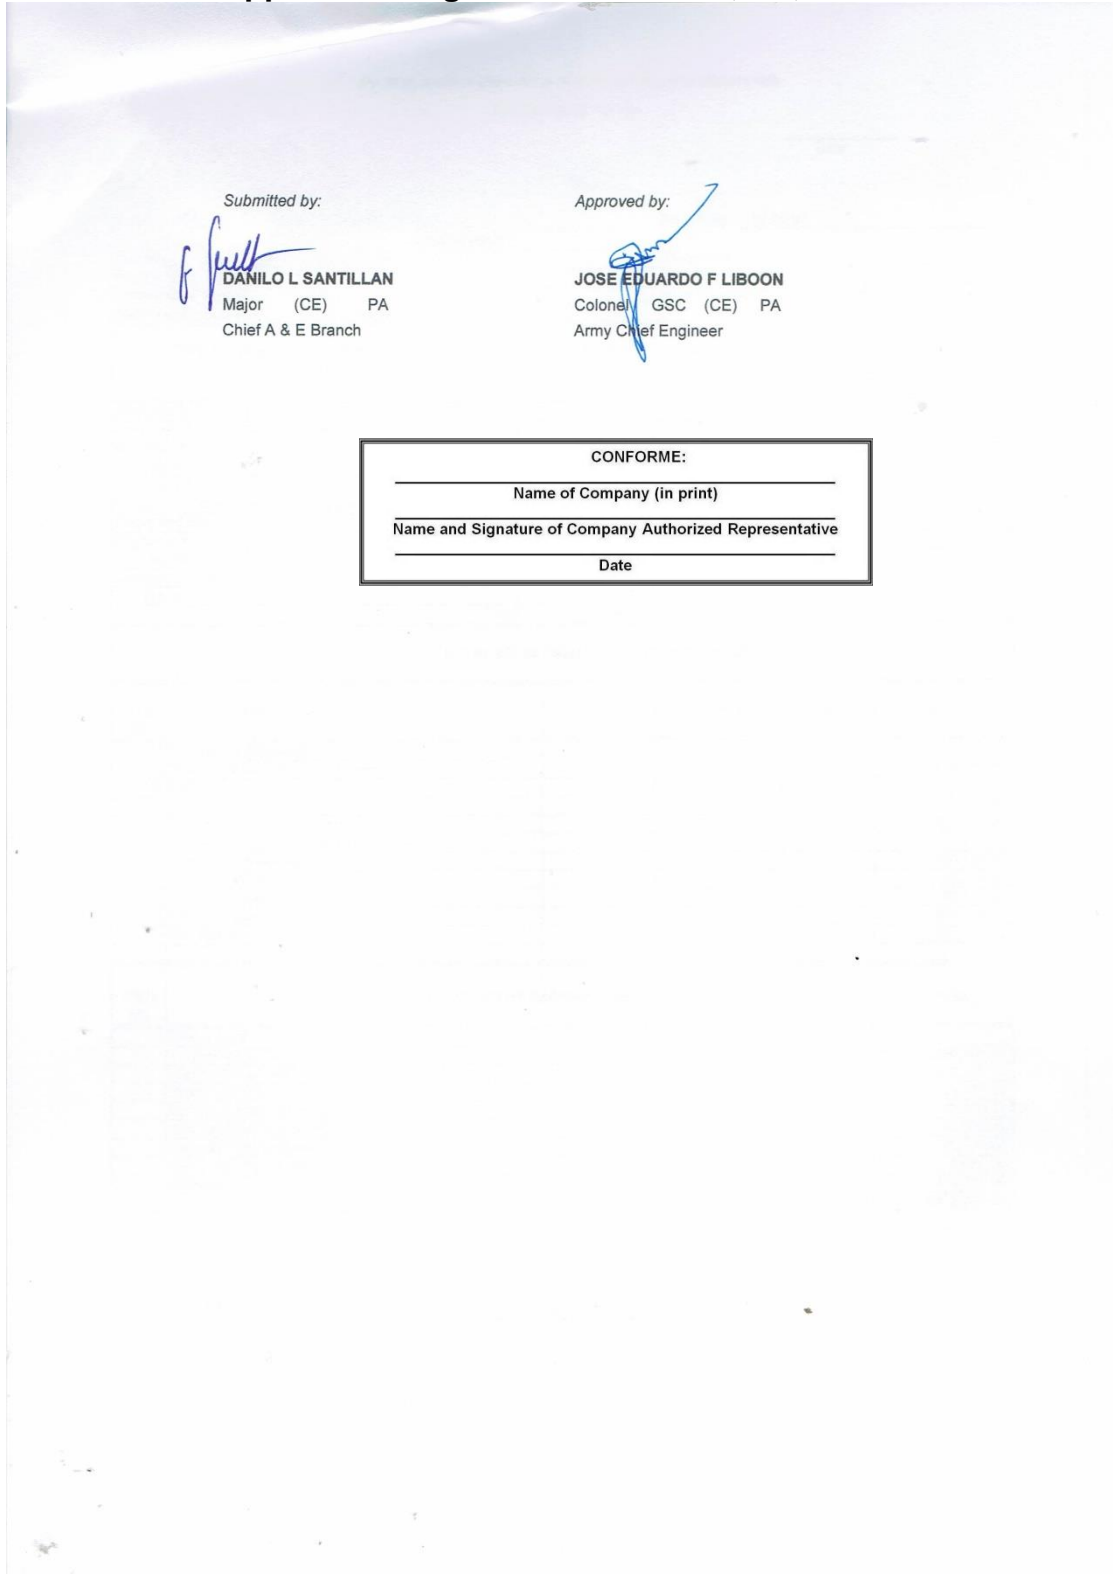 Submitted by:
DANILO L SANTILLAN
Major (CE) PA
Chief A & E Branch
Approved by:
JOSE EDUARDO F LIBOON
Colonel GSC (CE) PA
Army Chief Engineer
CONFORME:
Name of Company (in print)
Name and Signature of Company Authorized Representative
Date